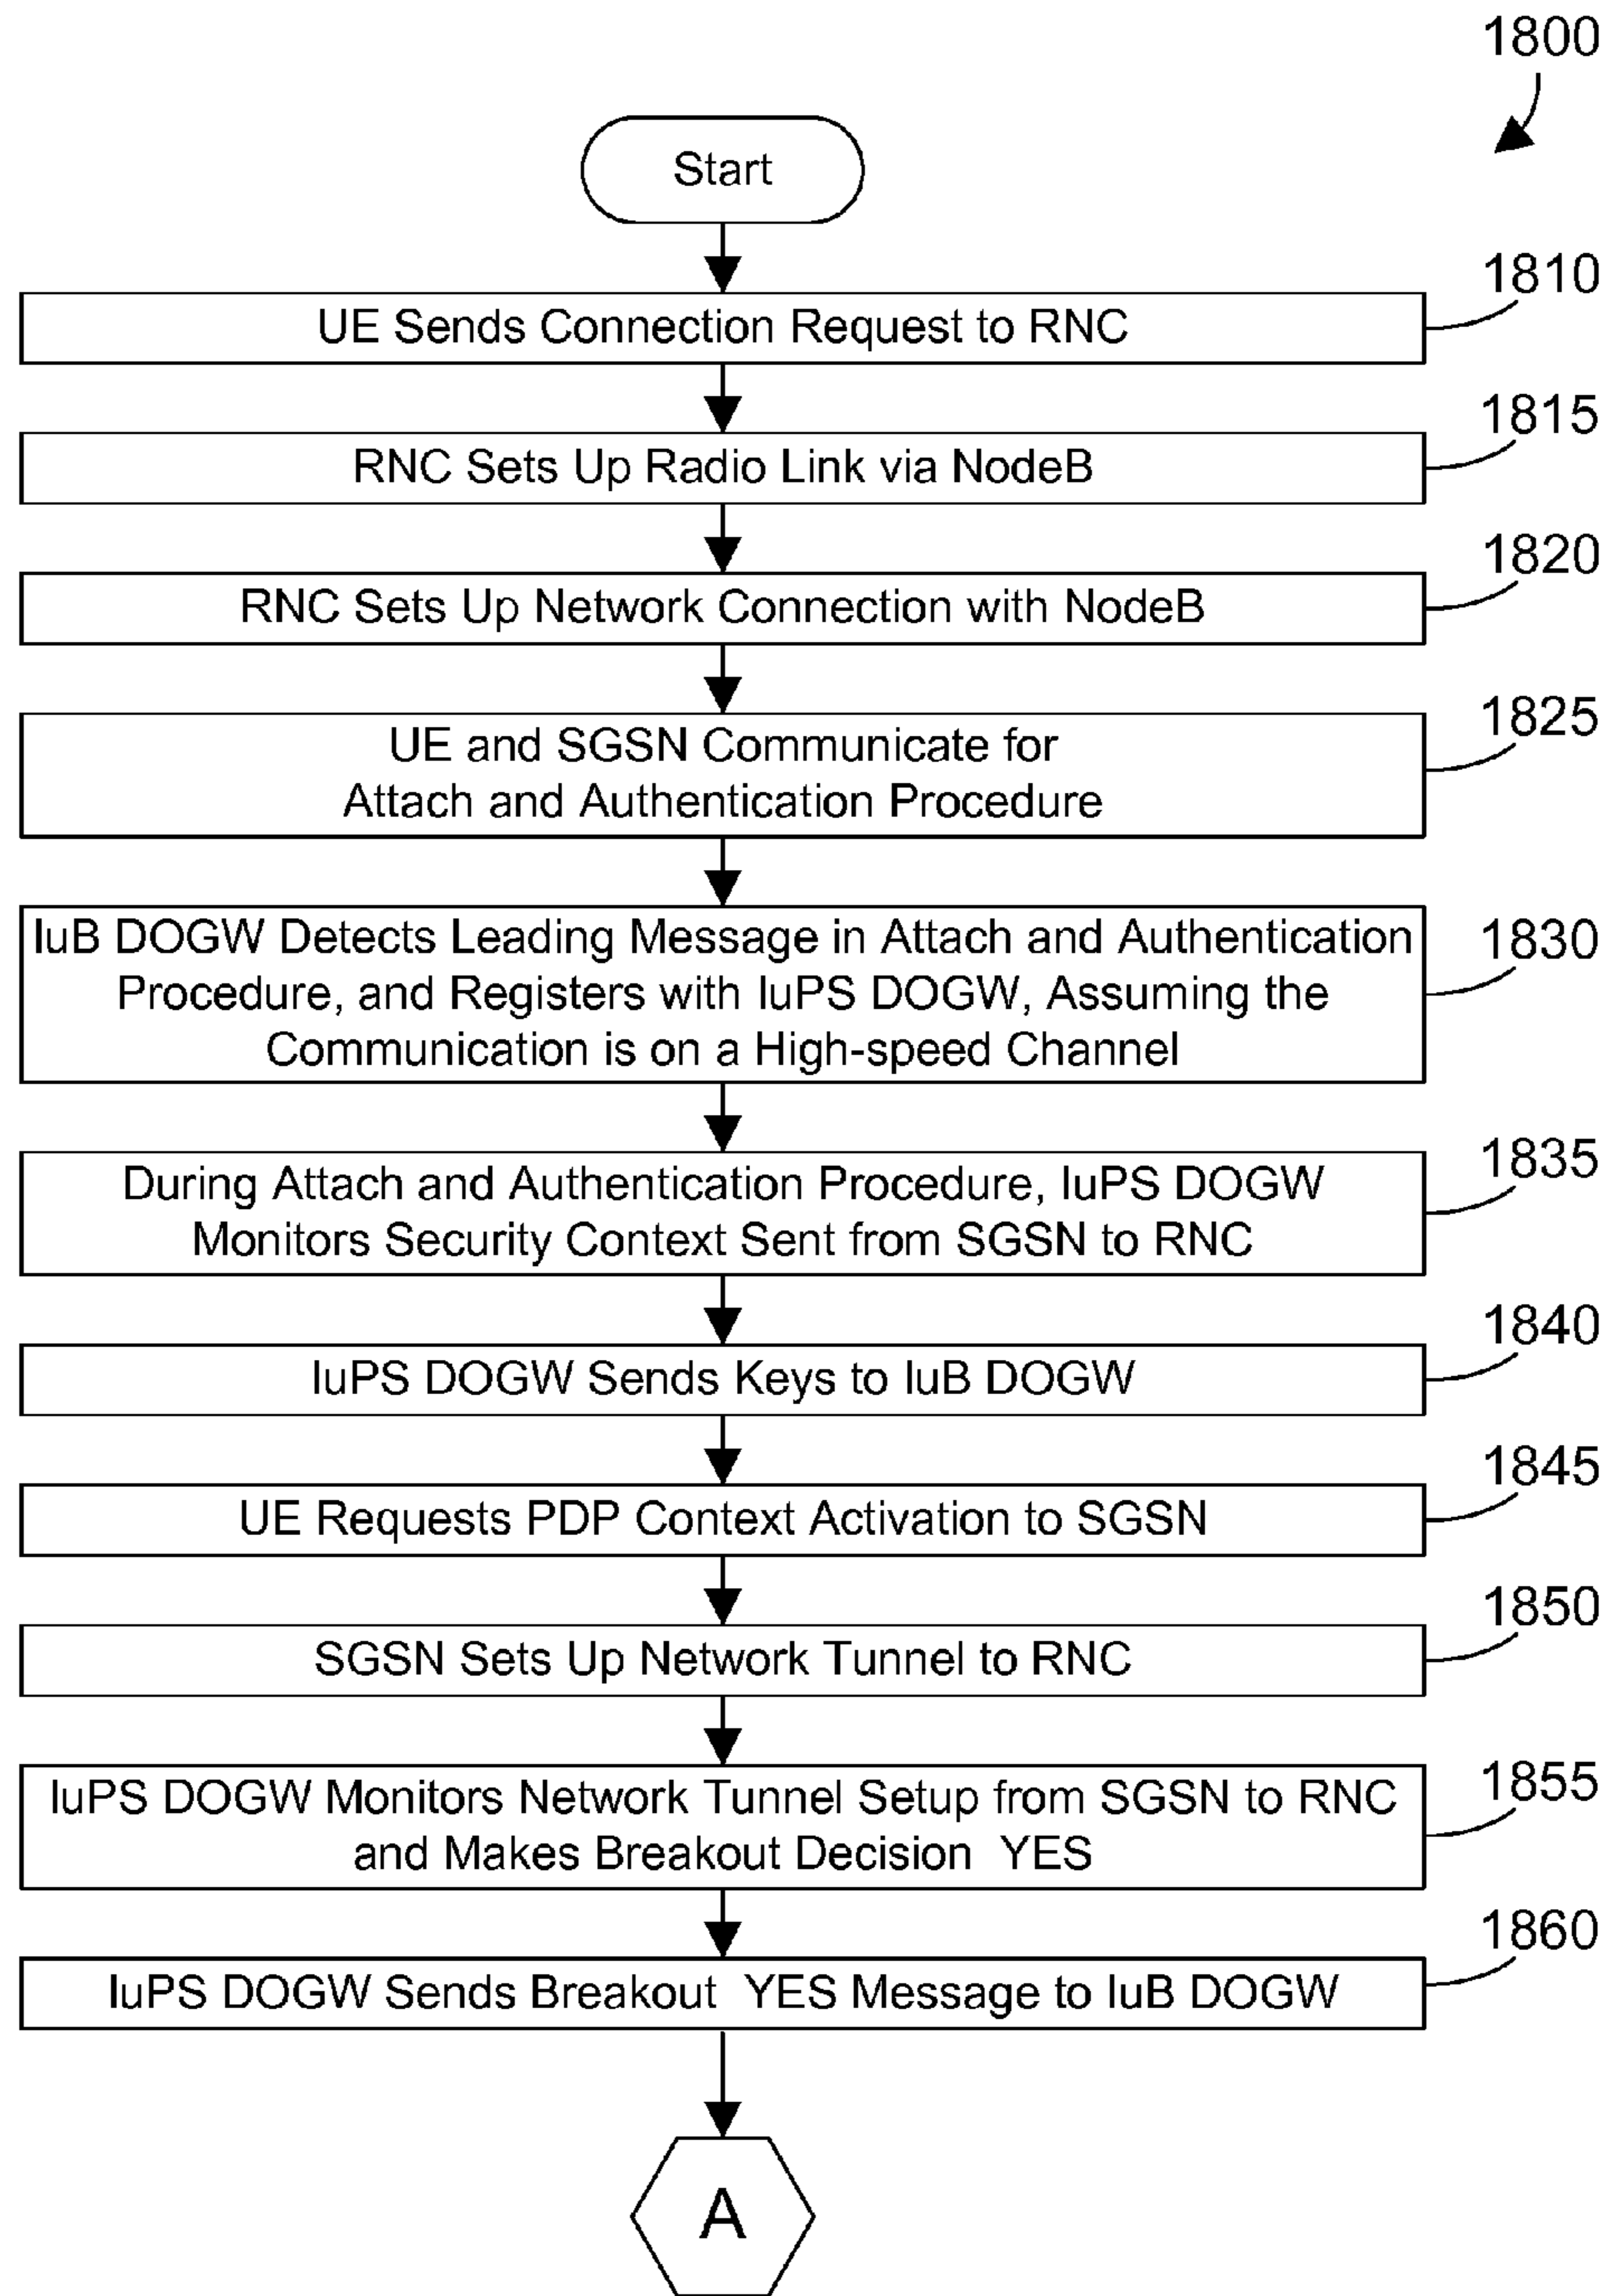 1800
Start
1810
UE Sends Connection Request to RNC
1815
RNC Sets Up Radio Link via NodeB
1820
RNC Sets Up Network Connection with NodeB
1825
UE and SGSN Communicate for
Attach and Authentication Procedure
1830
IuB DOGW Detects Leading Message in Attach and Authentication
Procedure, and Registers with IuPS DOGW, Assuming the
Communication is on a High-speed Channel
1835
During Attach and Authentication Procedure, IuPS DOGW
Monitors Security Context Sent from SGSN to RNC
1840
IuPS DOGW Sends Keys to IuB DOGW
1845
UE Requests PDP Context Activation to SGSN
1850
SGSN Sets Up Network Tunnel to RNC
1855
IuPS DOGW Monitors Network Tunnel Setup from SGSN to RNC
and Makes Breakout Decision YES
1860
IuPS DOGW Sends Breakout YES Message to IuB DOGW
A